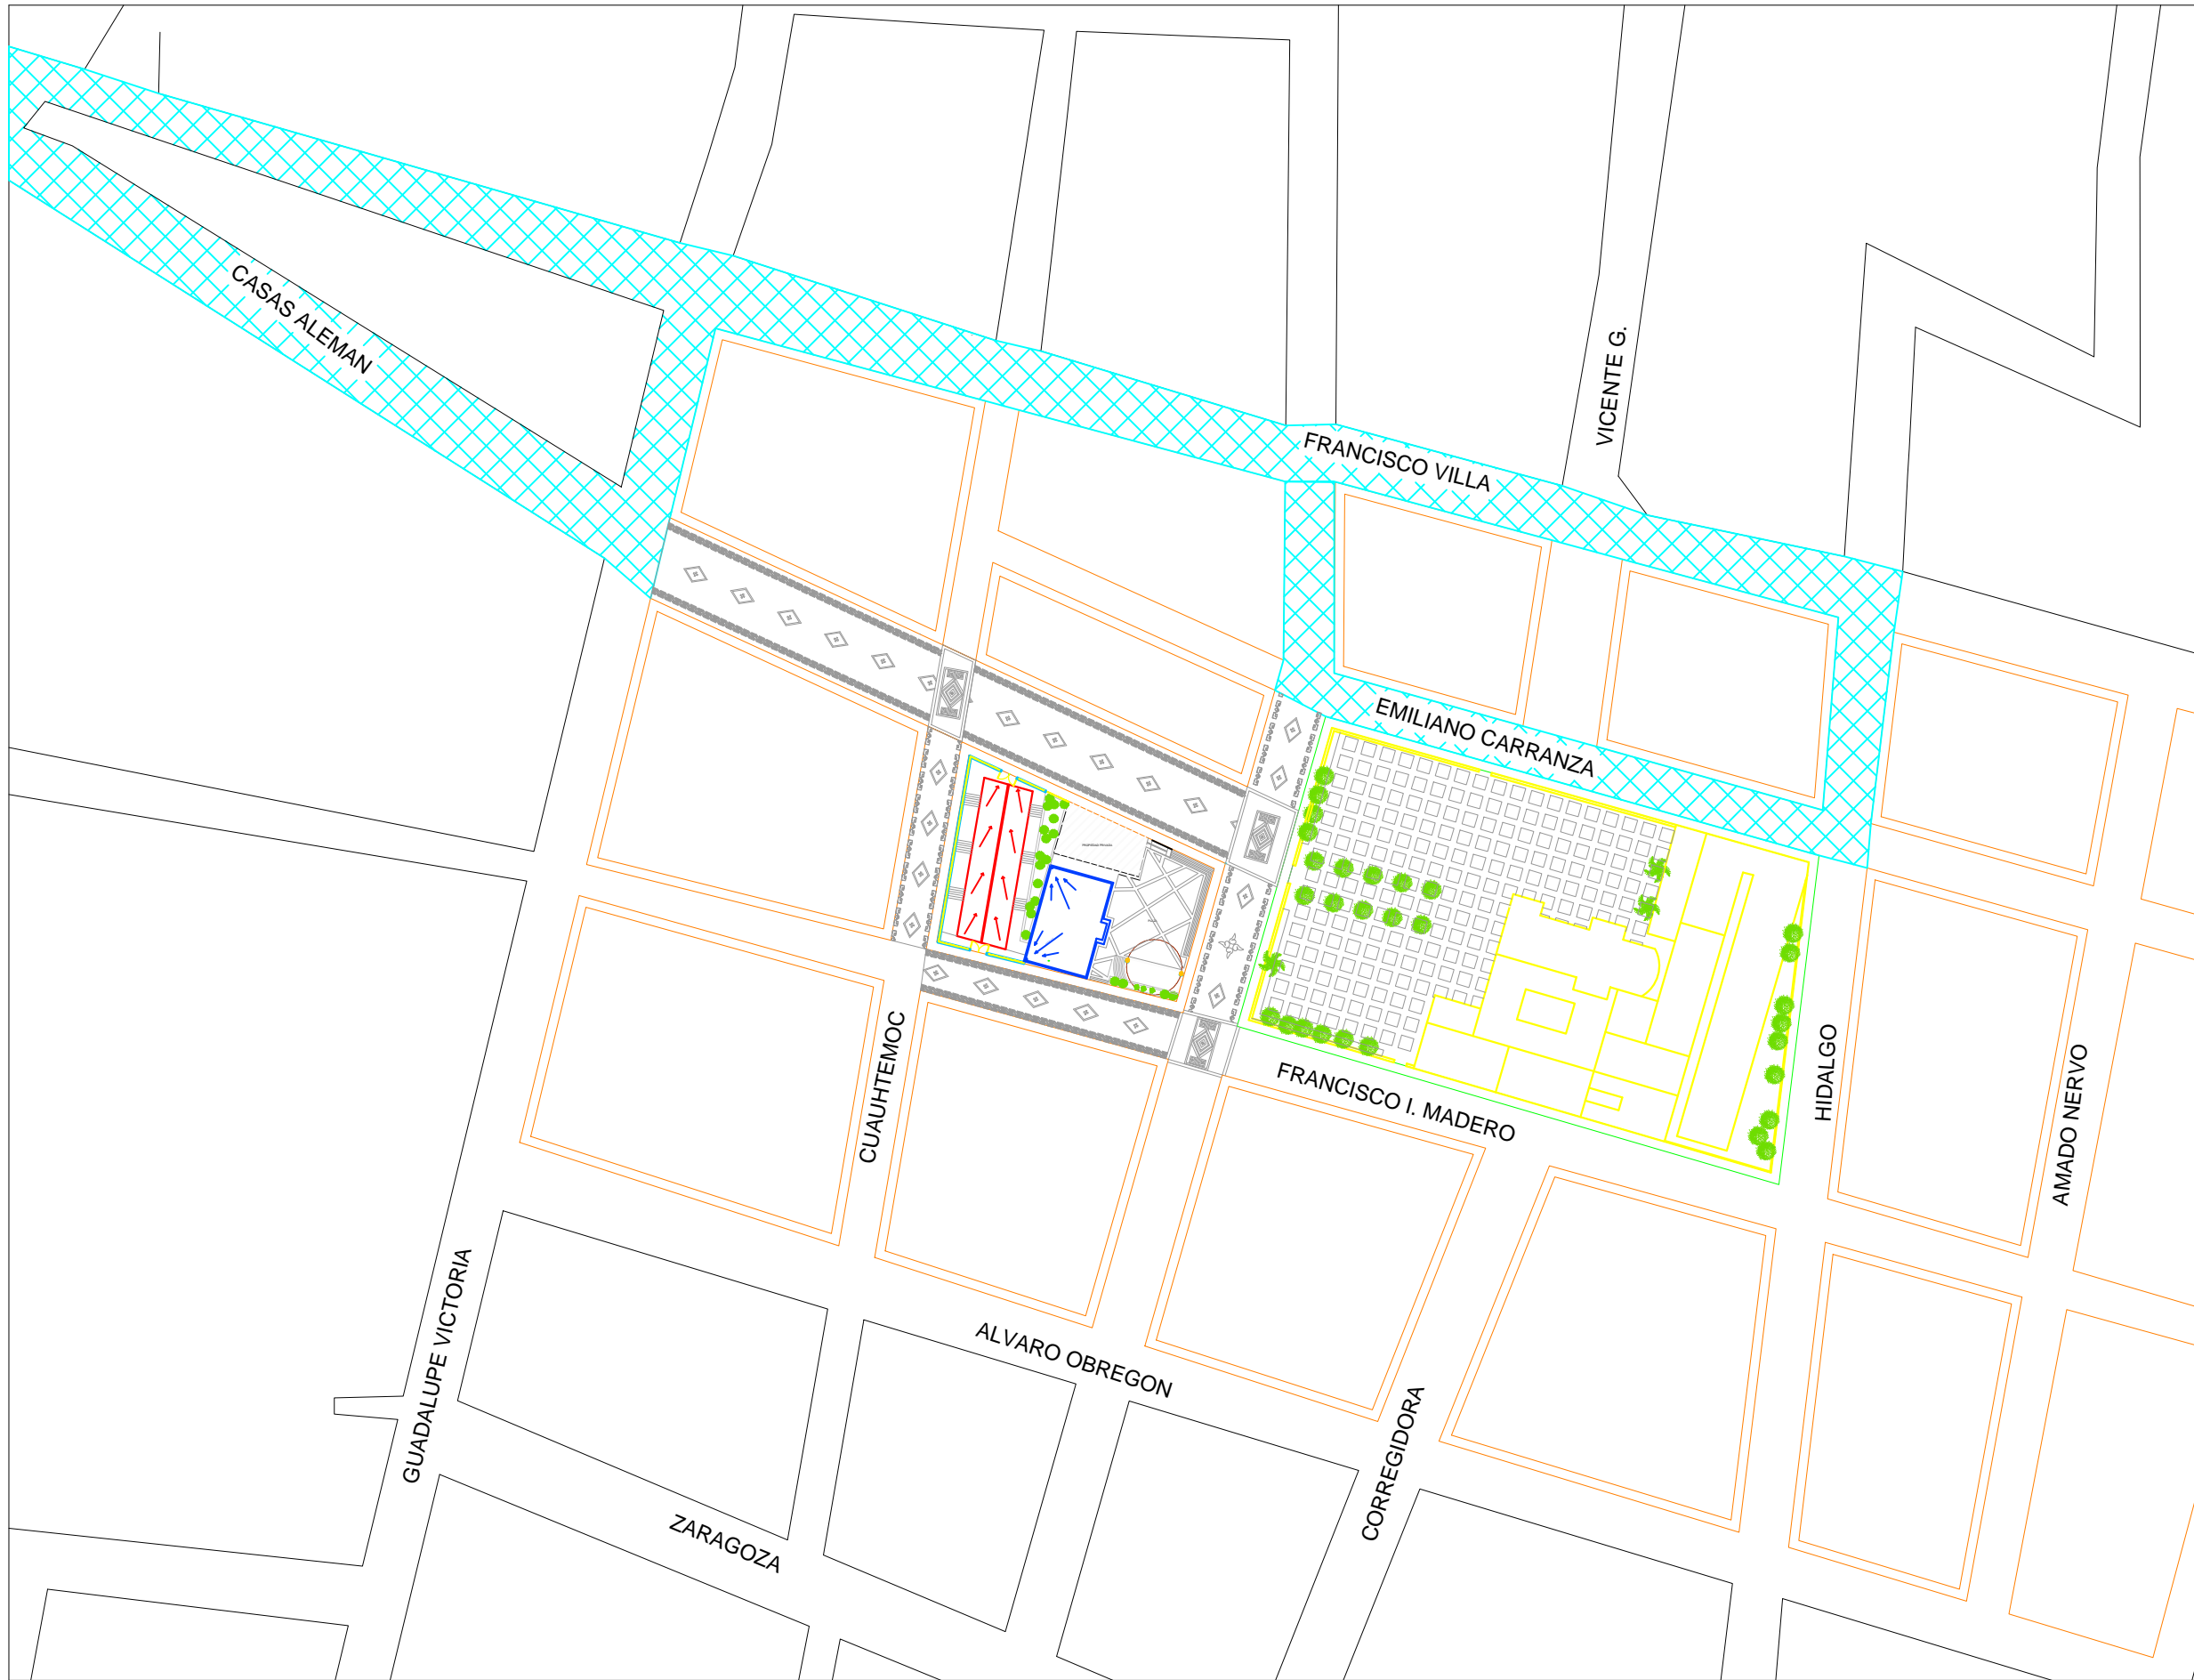 CASAS ALEMAN
VICENTE G.
FRANCISCO VILLA
EMILIANO CARRANZA
CUAUHTEMOC
FRANCISCO I. MADERO
HIDALGO
AMADO NERVO
GUADALUPE VICTORIA
ALVARO OBREGON
CORREGIDORA
ZARAGOZA